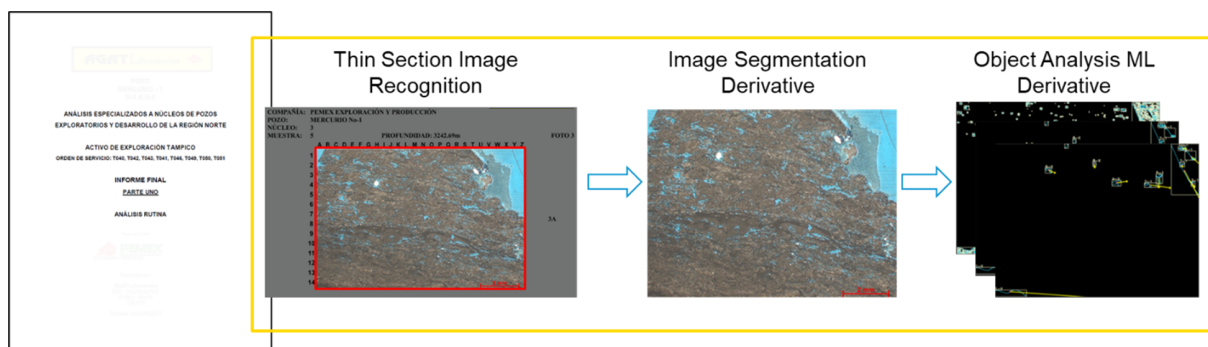 ANÁLISIS ESPECIALIZADOS A NÚCLEOS DE POZOS
EXPLORATORIOS Y DESARROLLO DE LA REGIÓN NORTE
ACTIVO DE EXPLORACIÓN TAMPICO
ORDEN DE SERVICIO: T040, T042, T043, T041, T046, T049, T050, T051
INFORME FINAL
PARTE UNO
ANÁLISIS RUTINA
Thin Section Image
Recognition
COMPAÑÍA: PEMEX EXPLORACIÓN Y PRODUCCIÓN
POZO: MERCURIO No-1
NÚCLEO: 3
MUESTRA: 5 PROFUNDIDAD: 3242.69m FOTO 3
A B C D E F G H I J K L M N O P Q R S T U V W X Y Z
1
2
3
4
5
6
7
8
9
10
11
12
13
14
3A
Image Segmentation
Derivative
Object Analysis ML
Derivative